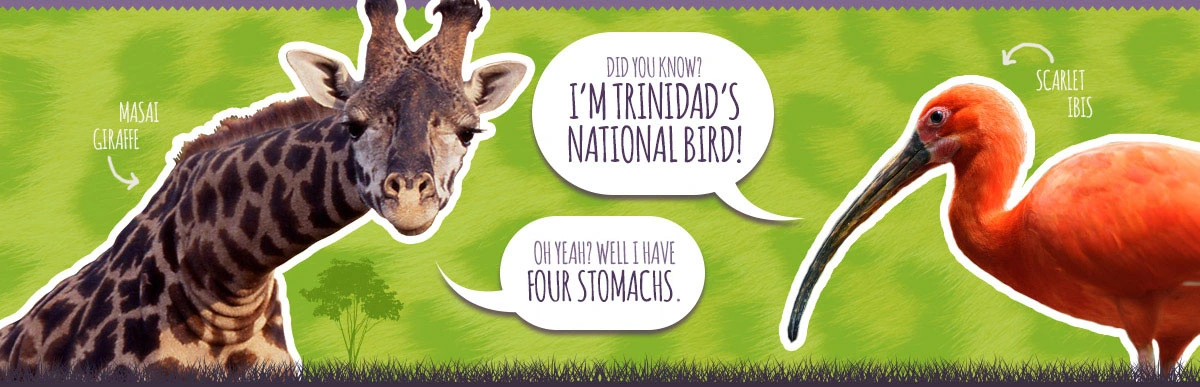 MASAI
GIRAFFE
DID YOU KNOW?
I'M TRINIDAD'S
NATIONAL BIRD!
OH YEAH? WELL I HAVE
FOUR STOMACHS.
SCARLET
IBIS